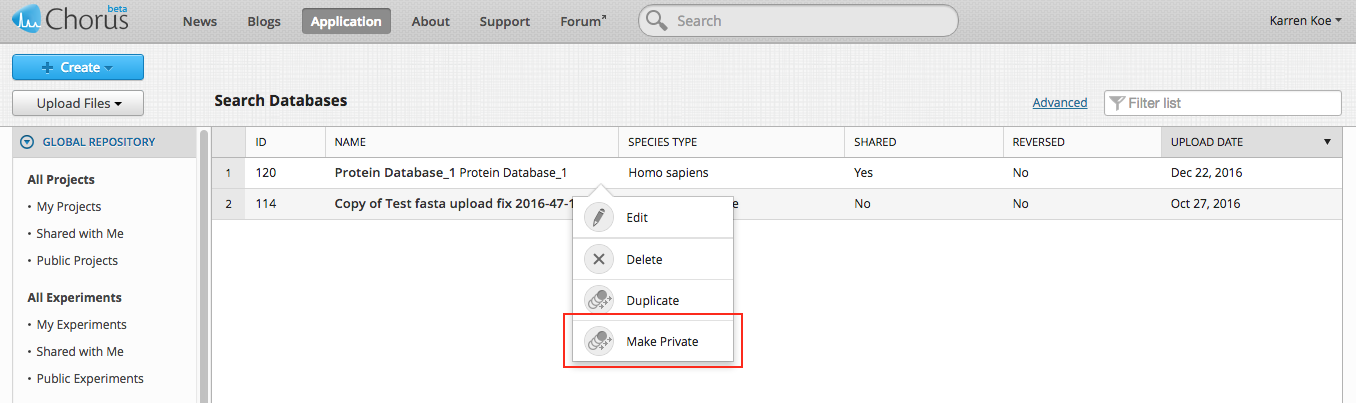 Chorus beta News Blogs Application About Support Forum Search Karren Koe
+ Create
Upload Files Search Databases Advanced Filter list
GLOBAL REPOSITORY ID NAME SPECIES TYPE SHARED REVERSED UPLOAD DATE
1 120 Protein Database_1 Protein Database_1 Homo sapiens Yes No Dec 22, 2016
2 114 Copy of Test fasta upload fix 2016-47-1 e No No Oct 27, 2016
All Projects
• My Projects
• Shared with Me
• Public Projects
All Experiments
• My Experiments
• Shared with Me
• Public Experiments
Edit
Delete
Duplicate
Make Private